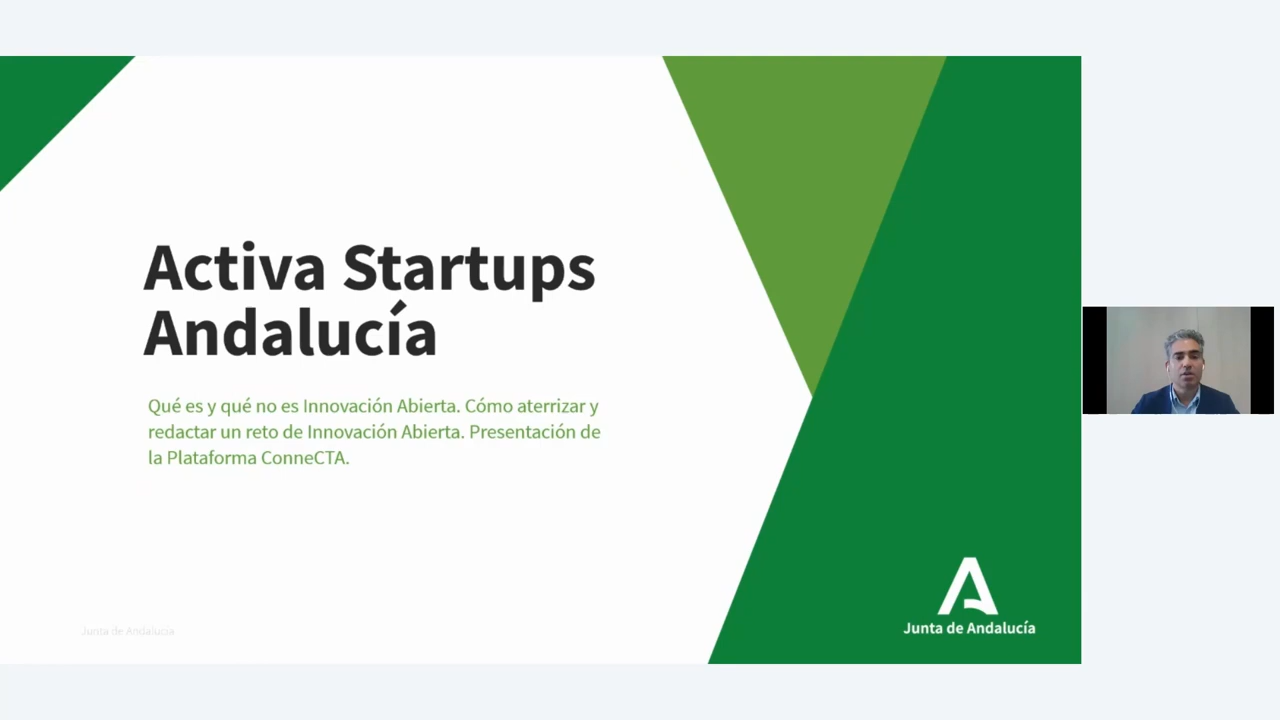 Activa Startups
Andalucía
Qué es y qué no es Innovación Abierta. Cómo aterrizar y
redactar un reto de Innovación Abierta. Presentación de
la Plataforma ConneCTA.
Junta de Andalucía
Junta de Andalucía